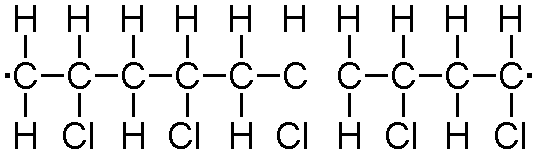 H H H H H H H H H H
·C—C—C—C—C—C C—C—C—C·
H Cl H Cl H Cl H Cl H Cl